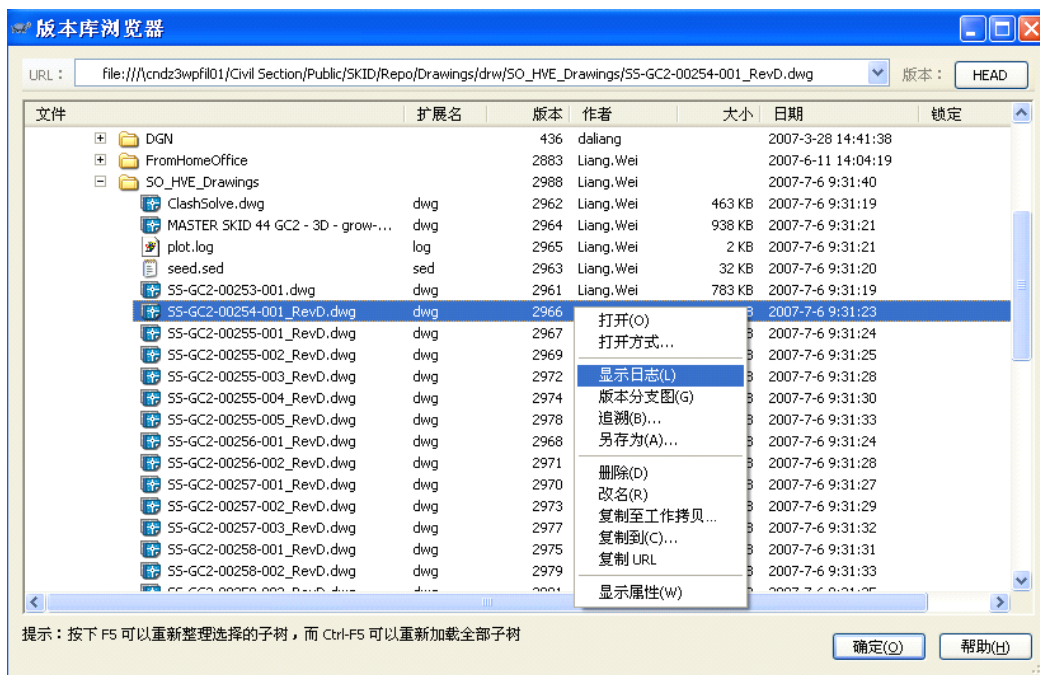 版本库浏览器
URL： file:///\cndz3wpfil01/Civil Section/Public/SKID/Repo/Drawings/drw/SO_HVE_Drawings/SS-GC2-00254-001_RevD.dwg 版本： HEAD
文件 扩展名 版本 作者 大小 日期 锁定
DGN 436 daliang 2007-3-28 14:41:38
FromHomeOffice 2883 Liang.Wei 2007-6-11 14:04:19
SO_HVE_Drawings 2988 Liang.Wei 2007-7-6 9:31:40
ClashSolve.dwg dwg 2962 Liang.Wei 463 KB 2007-7-6 9:31:19
MASTER SKID 44 GC2 - 3D - grow-... dwg 2964 Liang.Wei 938 KB 2007-7-6 9:31:21
plot.log log 2965 Liang.Wei 2 KB 2007-7-6 9:31:21
seed.sed sed 2963 Liang.Wei 32 KB 2007-7-6 9:31:20
SS-GC2-00253-001.dwg dwg 2961 Liang.Wei 783 KB 2007-7-6 9:31:19
SS-GC2-00254-001_RevD.dwg dwg 2966 2007-7-6 9:31:23
SS-GC2-00255-001_RevD.dwg dwg 2967 2007-7-6 9:31:24
SS-GC2-00255-002_RevD.dwg dwg 2969 2007-7-6 9:31:25
SS-GC2-00255-003_RevD.dwg dwg 2972 2007-7-6 9:31:28
SS-GC2-00255-004_RevD.dwg dwg 2974 2007-7-6 9:31:30
SS-GC2-00255-005_RevD.dwg dwg 2978 2007-7-6 9:31:33
SS-GC2-00256-001_RevD.dwg dwg 2968 2007-7-6 9:31:24
SS-GC2-00256-002_RevD.dwg dwg 2971 2007-7-6 9:31:28
SS-GC2-00257-001_RevD.dwg dwg 2970 2007-7-6 9:31:27
SS-GC2-00257-002_RevD.dwg dwg 2973 2007-7-6 9:31:29
SS-GC2-00257-003_RevD.dwg dwg 2977 2007-7-6 9:31:32
SS-GC2-00258-001_RevD.dwg dwg 2975 2007-7-6 9:31:31
SS-GC2-00258-002_RevD.dwg dwg 2979 2007-7-6 9:31:33
打开(O)
打开方式...
显示日志(L)
版本分支图(G)
追溯(B)...
另存为(A)...
删除(D)
改名(R)
复制至工作拷贝...
复制到(C)...
复制 URL
显示属性(W)
提示：按下 F5 可以重新整理选择的子树，而 Ctrl-F5 可以重新加载全部子树
确定(O) 帮助(H)